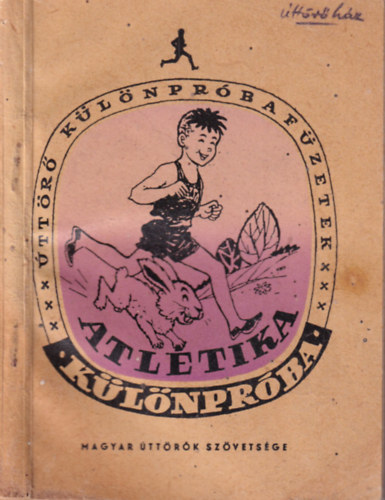 úttörőház
ÚTTÖRŐ KÜLÖNPRÓBAFÜZETEK
ATLÉTIKA
KÜLÖNPRÓBA
MAGYAR ÚTTÖRŐK SZÖVETSÉGE